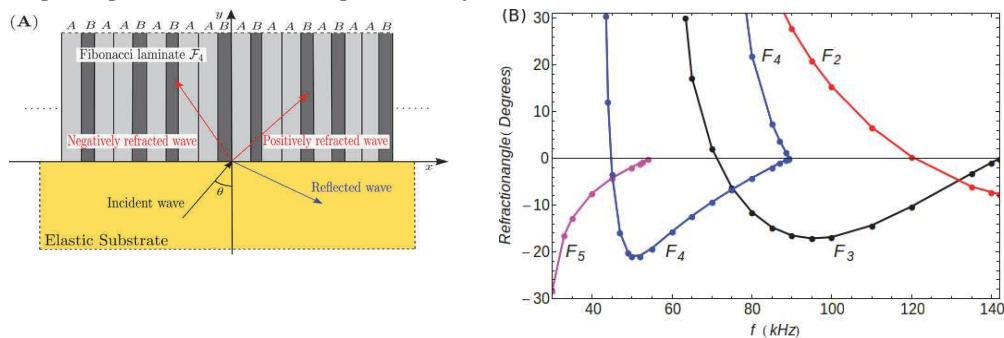 (A)
A B A A B A A B A A B A B A A B A A B A A B
y
Fibonacci laminate F₄
Negatively refracted wave
Positively refracted wave
x
Incident wave
θ
Reflected wave
Elastic Substrate
(B)
Refractionangle (Degrees)
30
20
10
0
-10
-20
-30
F₄
F₂
F₅
F₄
F₃
40 60 80 100 120 140
f (kHz)